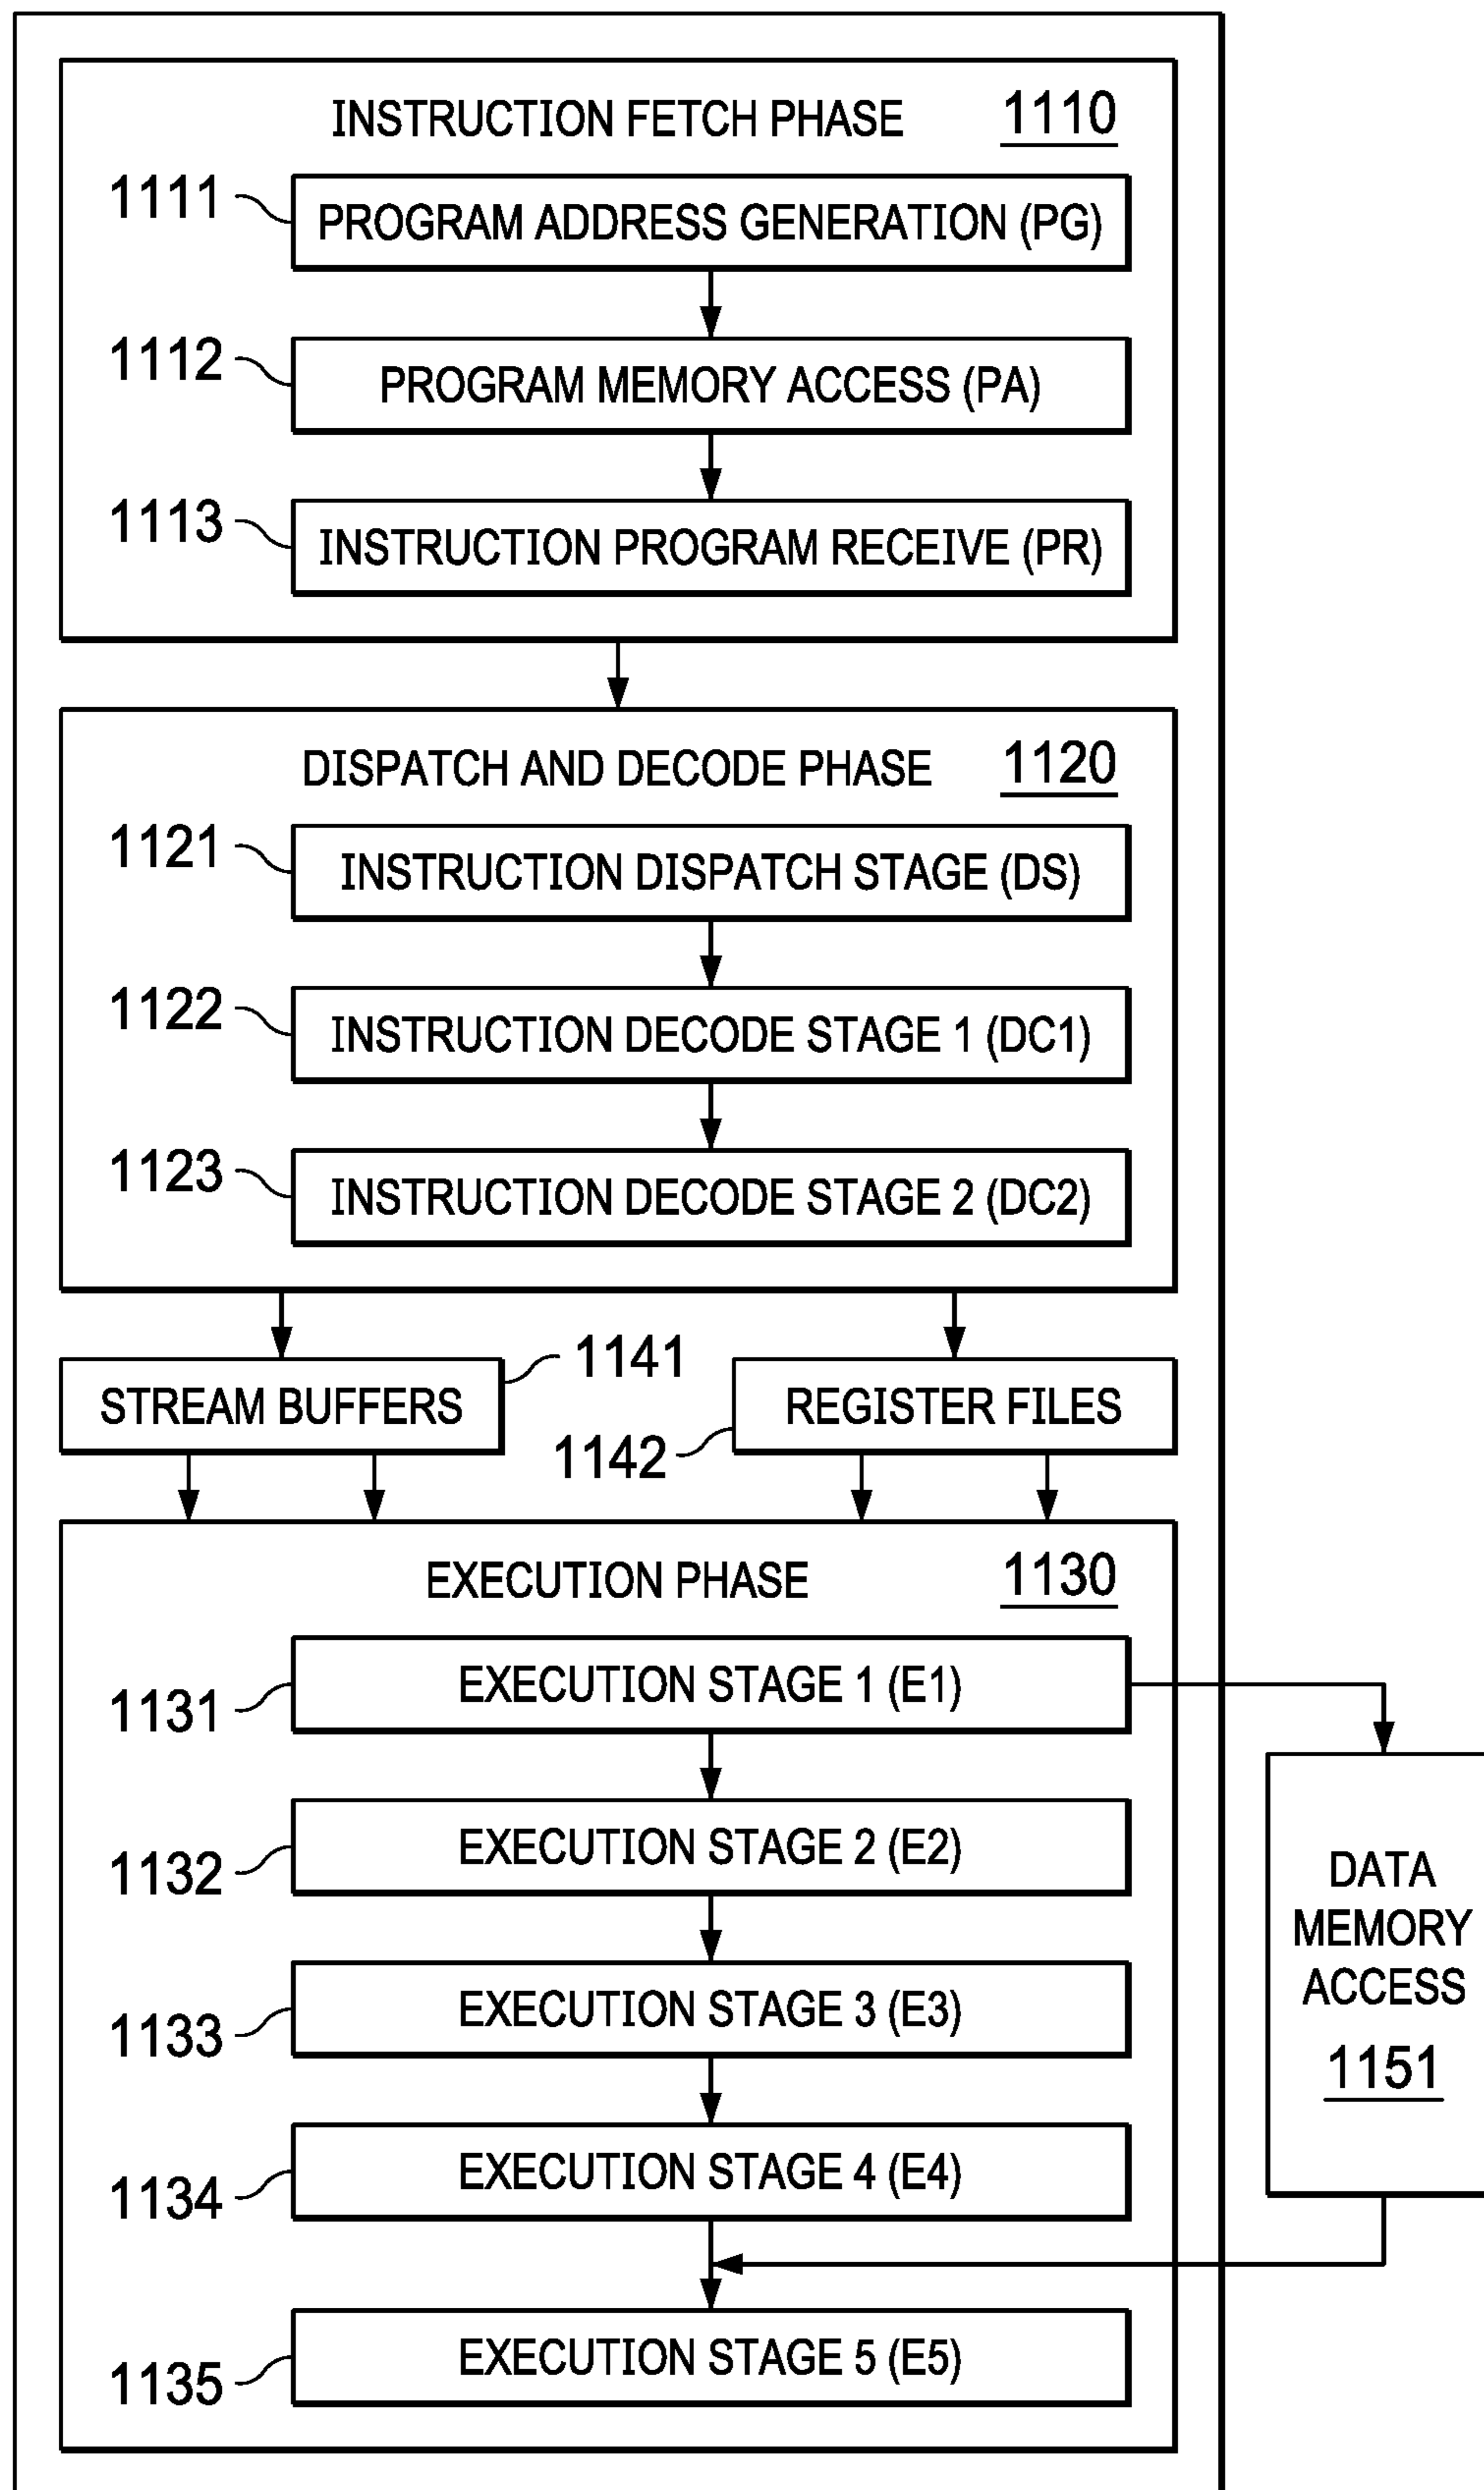 INSTRUCTION FETCH PHASE 1110
1111 PROGRAM ADDRESS GENERATION (PG)
1112 PROGRAM MEMORY ACCESS (PA)
1113 INSTRUCTION PROGRAM RECEIVE (PR)
DISPATCH AND DECODE PHASE 1120
1121 INSTRUCTION DISPATCH STAGE (DS)
1122 INSTRUCTION DECODE STAGE 1 (DC1)
1123 INSTRUCTION DECODE STAGE 2 (DC2)
STREAM BUFFERS 1141
1142 REGISTER FILES
EXECUTION PHASE 1130
1131 EXECUTION STAGE 1 (E1)
1132 EXECUTION STAGE 2 (E2)
1133 EXECUTION STAGE 3 (E3)
1134 EXECUTION STAGE 4 (E4)
1135 EXECUTION STAGE 5 (E5)
DATA
MEMORY
ACCESS
1151